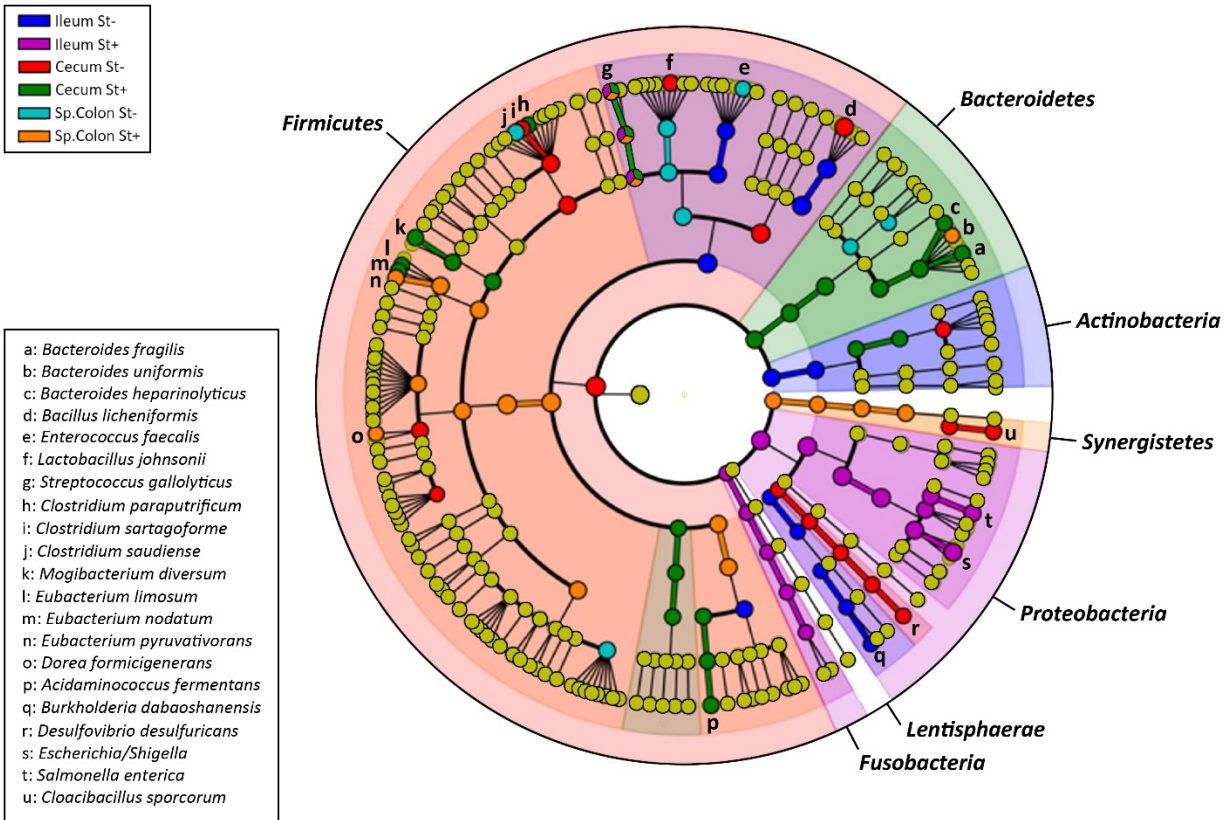 Ileum St-
Ileum St+
Cecum St-
Cecum St+
Sp.Colon St-
Sp.Colon St+
Firmicutes
Bacteroidetes
Actinobacteria
Synergistetes
Proteobacteria
Lentisphaerae
Fusobacteria
g
f
e
d
j
i
h
c
b
a
k
l
m
n
o
u
t
s
r
q
p
a: Bacteroides fragilis
b: Bacteroides uniformis
c: Bacteroides heparinolyticus
d: Bacillus licheniformis
e: Enterococcus faecalis
f: Lactobacillus johnsonii
g: Streptococcus gallolyticus
h: Clostridium paraputrificum
i: Clostridium sartagoforme
j: Clostridium saudiense
k: Mogibacterium diversum
l: Eubacterium limosum
m: Eubacterium nodatum
n: Eubacterium pyruvativorans
o: Dorea formicigenerans
p: Acidaminococcus fermentans
q: Burkholderia dabaoshanensis
r: Desulfovibrio desulfuricans
s: Escherichia/Shigella
t: Salmonella enterica
u: Cloacibacillus sporcorum